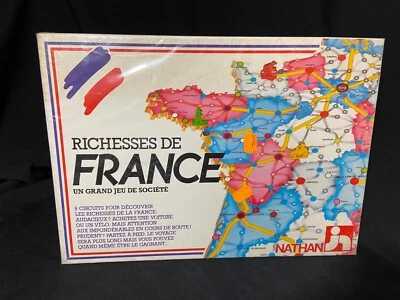 RICHESSES DE
FRANCE
UN GRAND JEU DE SOCIÉTÉ
8 CIRCUITS POUR DÉCOUVRIR
LES RICHESSES DE LA FRANCE.
AUDACIEUX? ACHETEZ UNE VOITURE
OU UN VÉLO, MAIS ATTENTION
AUX IMPONDÉRABLES EN COURS DE ROUTE!
PRUDENT? PARTEZ À PIED. LE VOYAGE
SERA PLUS LONG MAIS VOUS POUVEZ
QUAND MÊME ÊTRE LE GAGNANT.
NATHAN